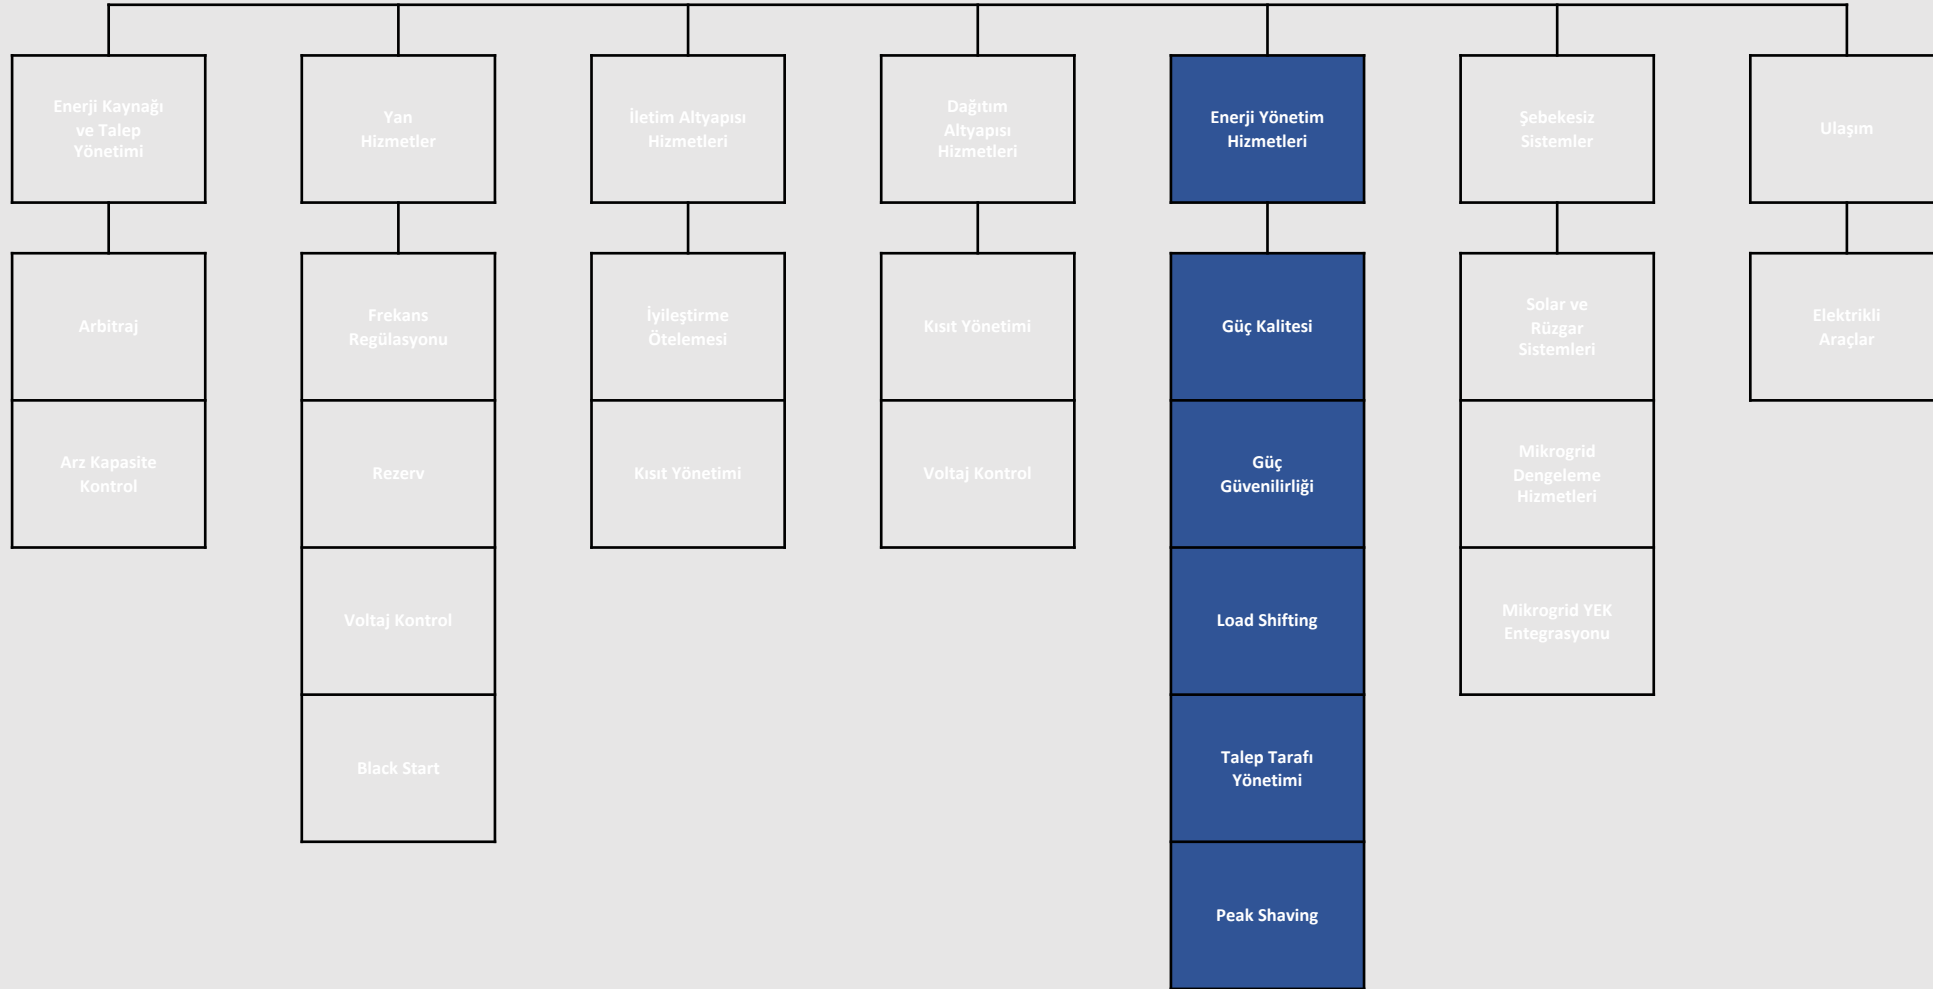 Enerji Kaynağı
ve Talep
Yönetimi
Yan
Hizmetler
İletim Altyapısı
Hizmetleri
Dağıtım
Altyapısı
Hizmetleri
Enerji Yönetim
Hizmetleri
Şebekesiz
Sistemler
Ulaşım
Arbitraj
Frekans
Regülasyonu
İyileştirme
Ötelemesi
Kısıt Yönetimi
Güç Kalitesi
Solar ve
Rüzgar
Sistemleri
Elektrikli
Araçlar
Arz Kapasite
Kontrol
Rezerv
Kısıt Yönetimi
Voltaj Kontrol
Güç
Güvenilirliği
Mikrogrid
Dengeleme
Hizmetleri
Voltaj Kontrol
Load Shifting
Mikrogrid YEK
Entegrasyonu
Black Start
Talep Tarafı
Yönetimi
Peak Shaving